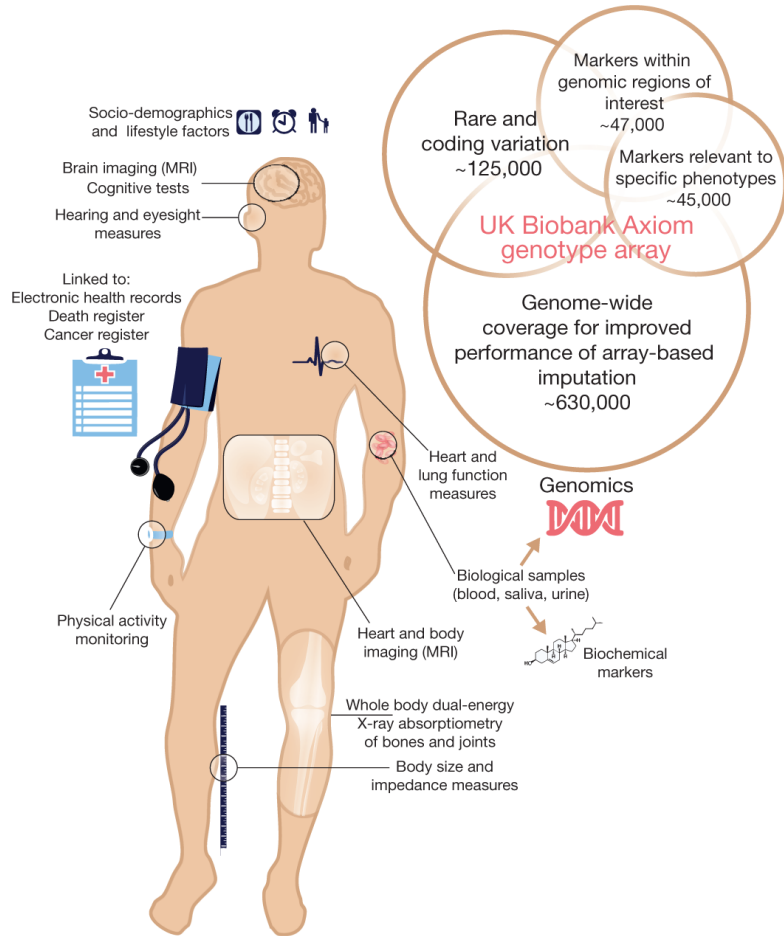 Socio-demographics
and lifestyle factors
Brain imaging (MRI)
Cognitive tests
Hearing and eyesight
measures
Linked to:
Electronic health records
Death register
Cancer register
Physical activity
monitoring
Markers within
genomic regions of
interest
~47,000
Rare and
coding variation
~125,000
Markers relevant to
specific phenotypes
~45,000
UK Biobank Axiom
genotype array
Genome-wide
coverage for improved
performance of array-based
imputation
~630,000
Heart and
lung function
measures
Genomics
Biological samples
(blood, saliva, urine)
Heart and body
imaging (MRI)
HO
H
H
H
H
Biochemical
markers
Whole body dual-energy
X-ray absorptiometry
of bones and joints
Body size and
impedance measures